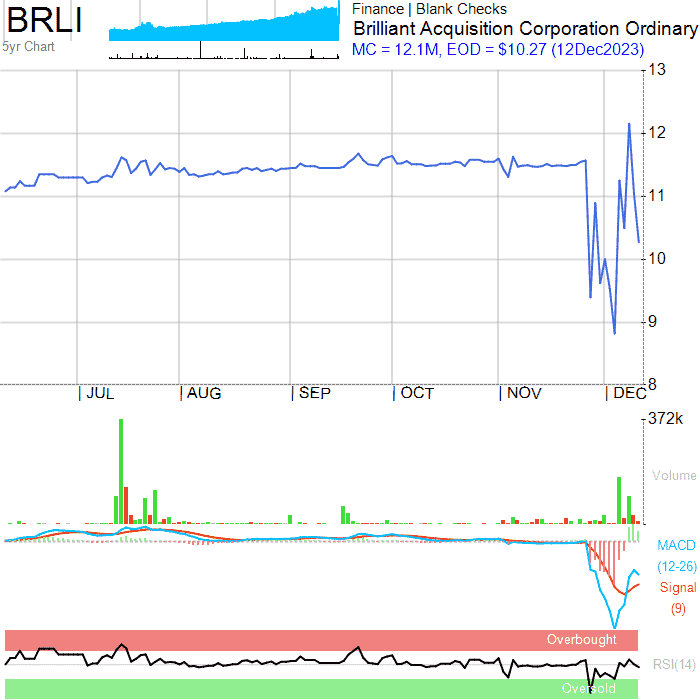 BRLI
5yr Chart
Finance | Blank Checks
Brilliant Acquisition Corporation Ordinary
MC = 12.1M, EOD = $10.27 (12Dec2023)
13
12
11
10
9
8
| JUL | AUG | SEP | OCT | NOV | DEC
372k
Volume
MACD
(12-26)
Signal
(9)
Overbought
RSI(14)
Oversold